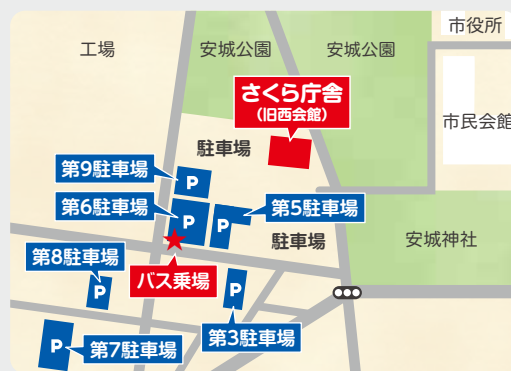 市役所
工場
安城公園
安城公園
さくら庁舎
(旧西会館)
市民会館
駐車場
第9駐車場
P
第6駐車場
P
P
第5駐車場
駐車場
安城神社
第8駐車場
P
バス乗場
P
第3駐車場
P
第7駐車場